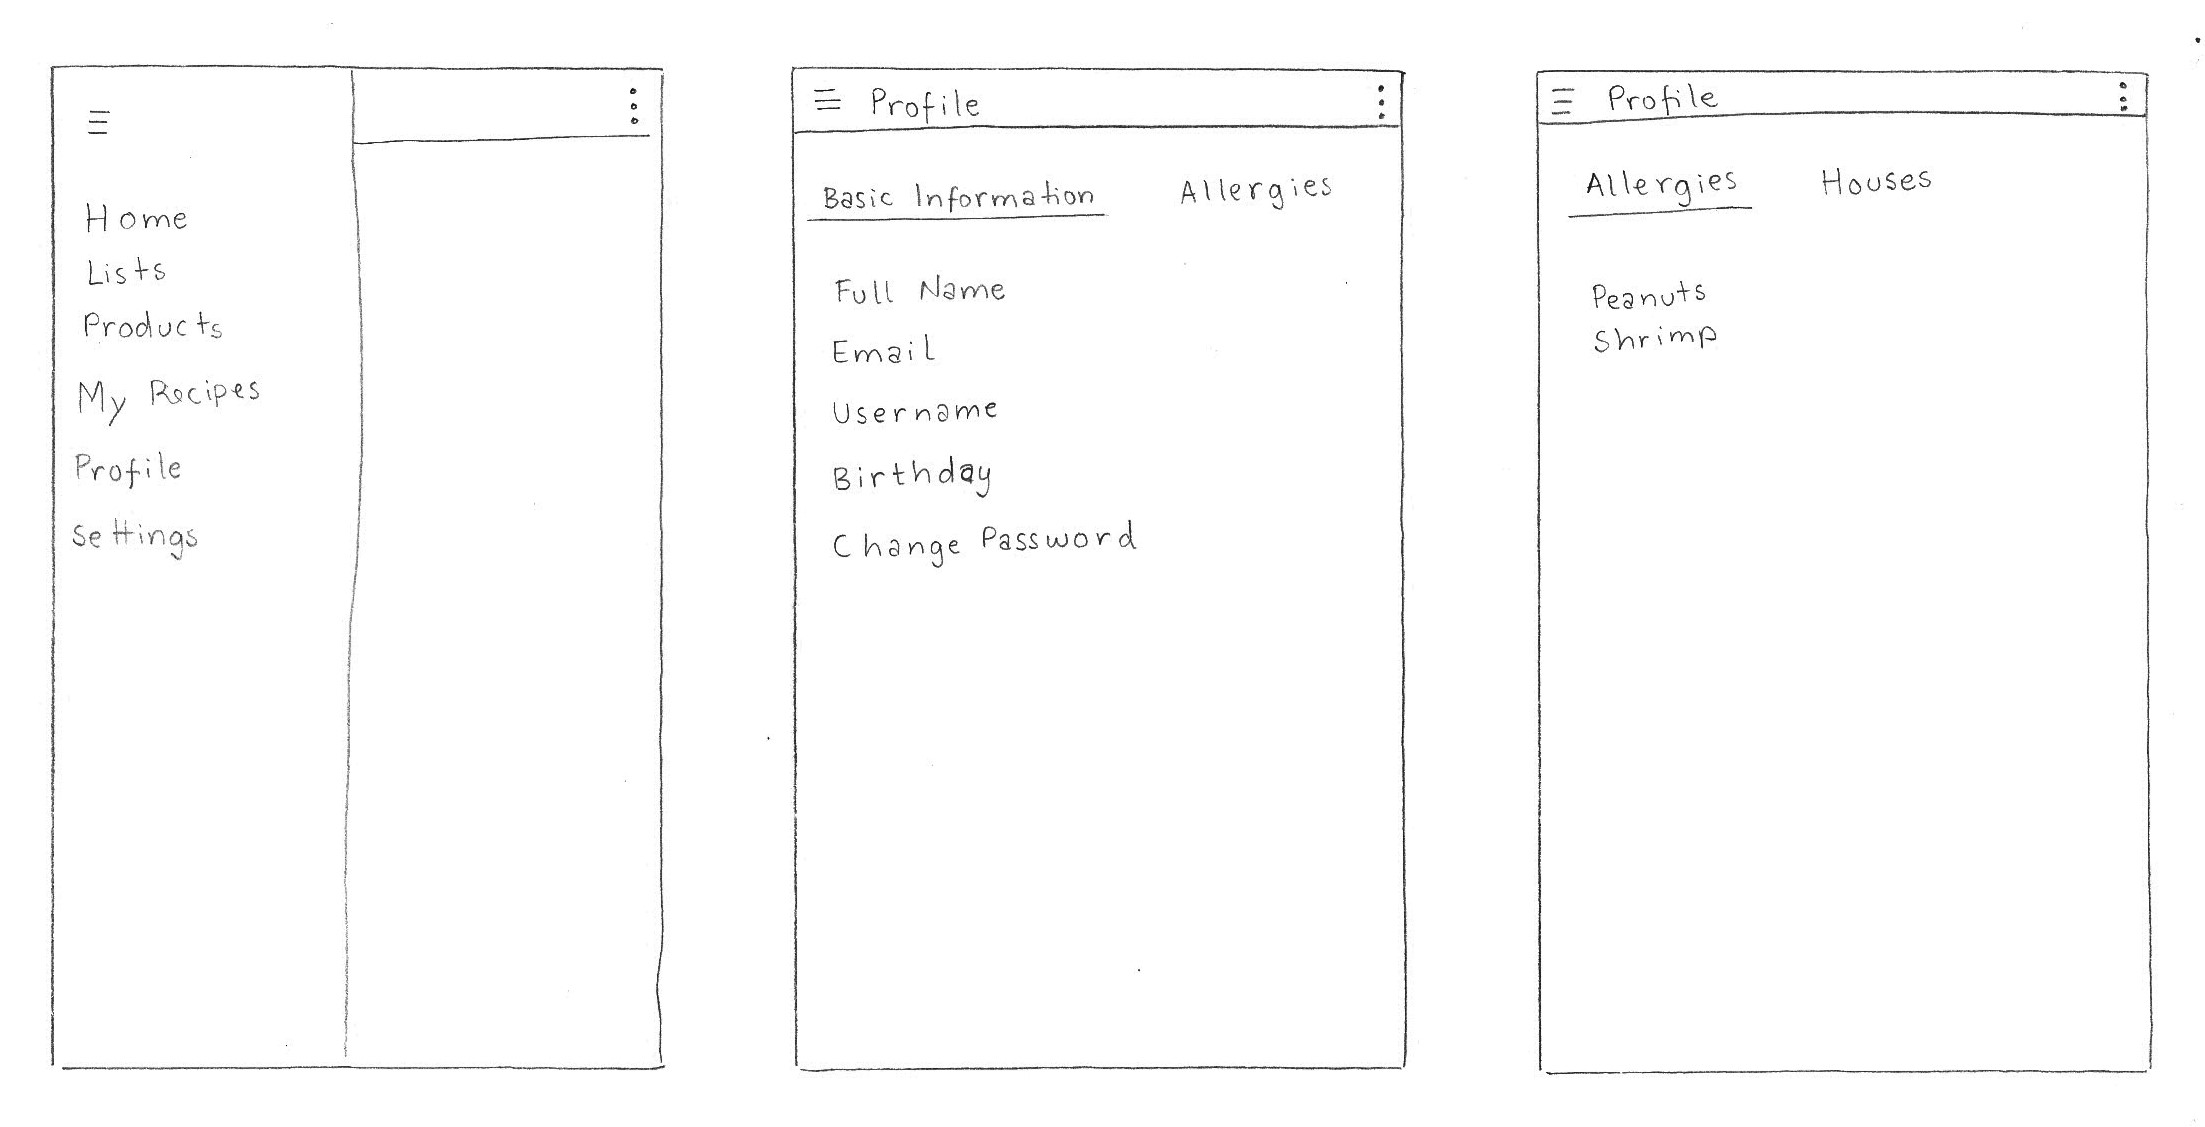 Home
Lists
Products
My Recipes
Profile
Settings
Profile
Basic Information Allergies
Full Name
Email
Username
Birthday
Change Password
Profile
Allergies Houses
Peanuts
Shrimp